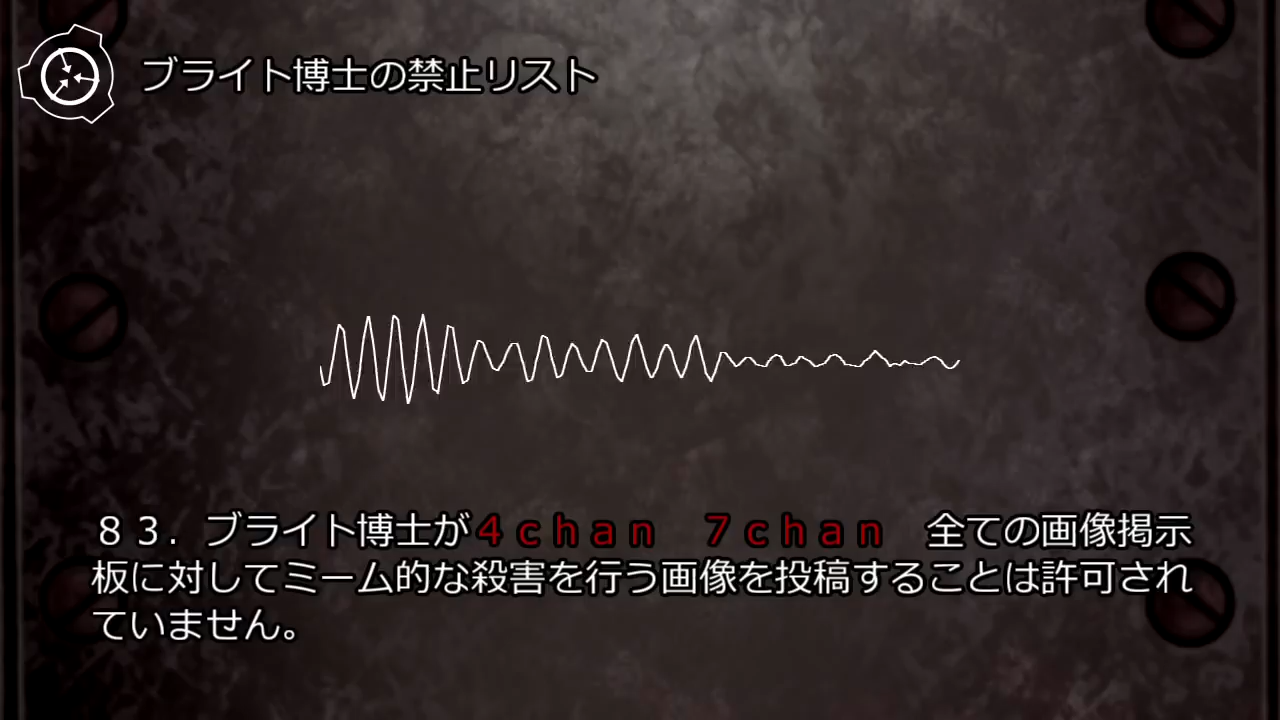 ブライト博士の禁止リスト
８３．ブライト博士が４ｃｈａｎ　７ｃｈａｎ　全ての画像掲示
板に対してミーム的な殺害を行う画像を投稿することは許可され
ていません。